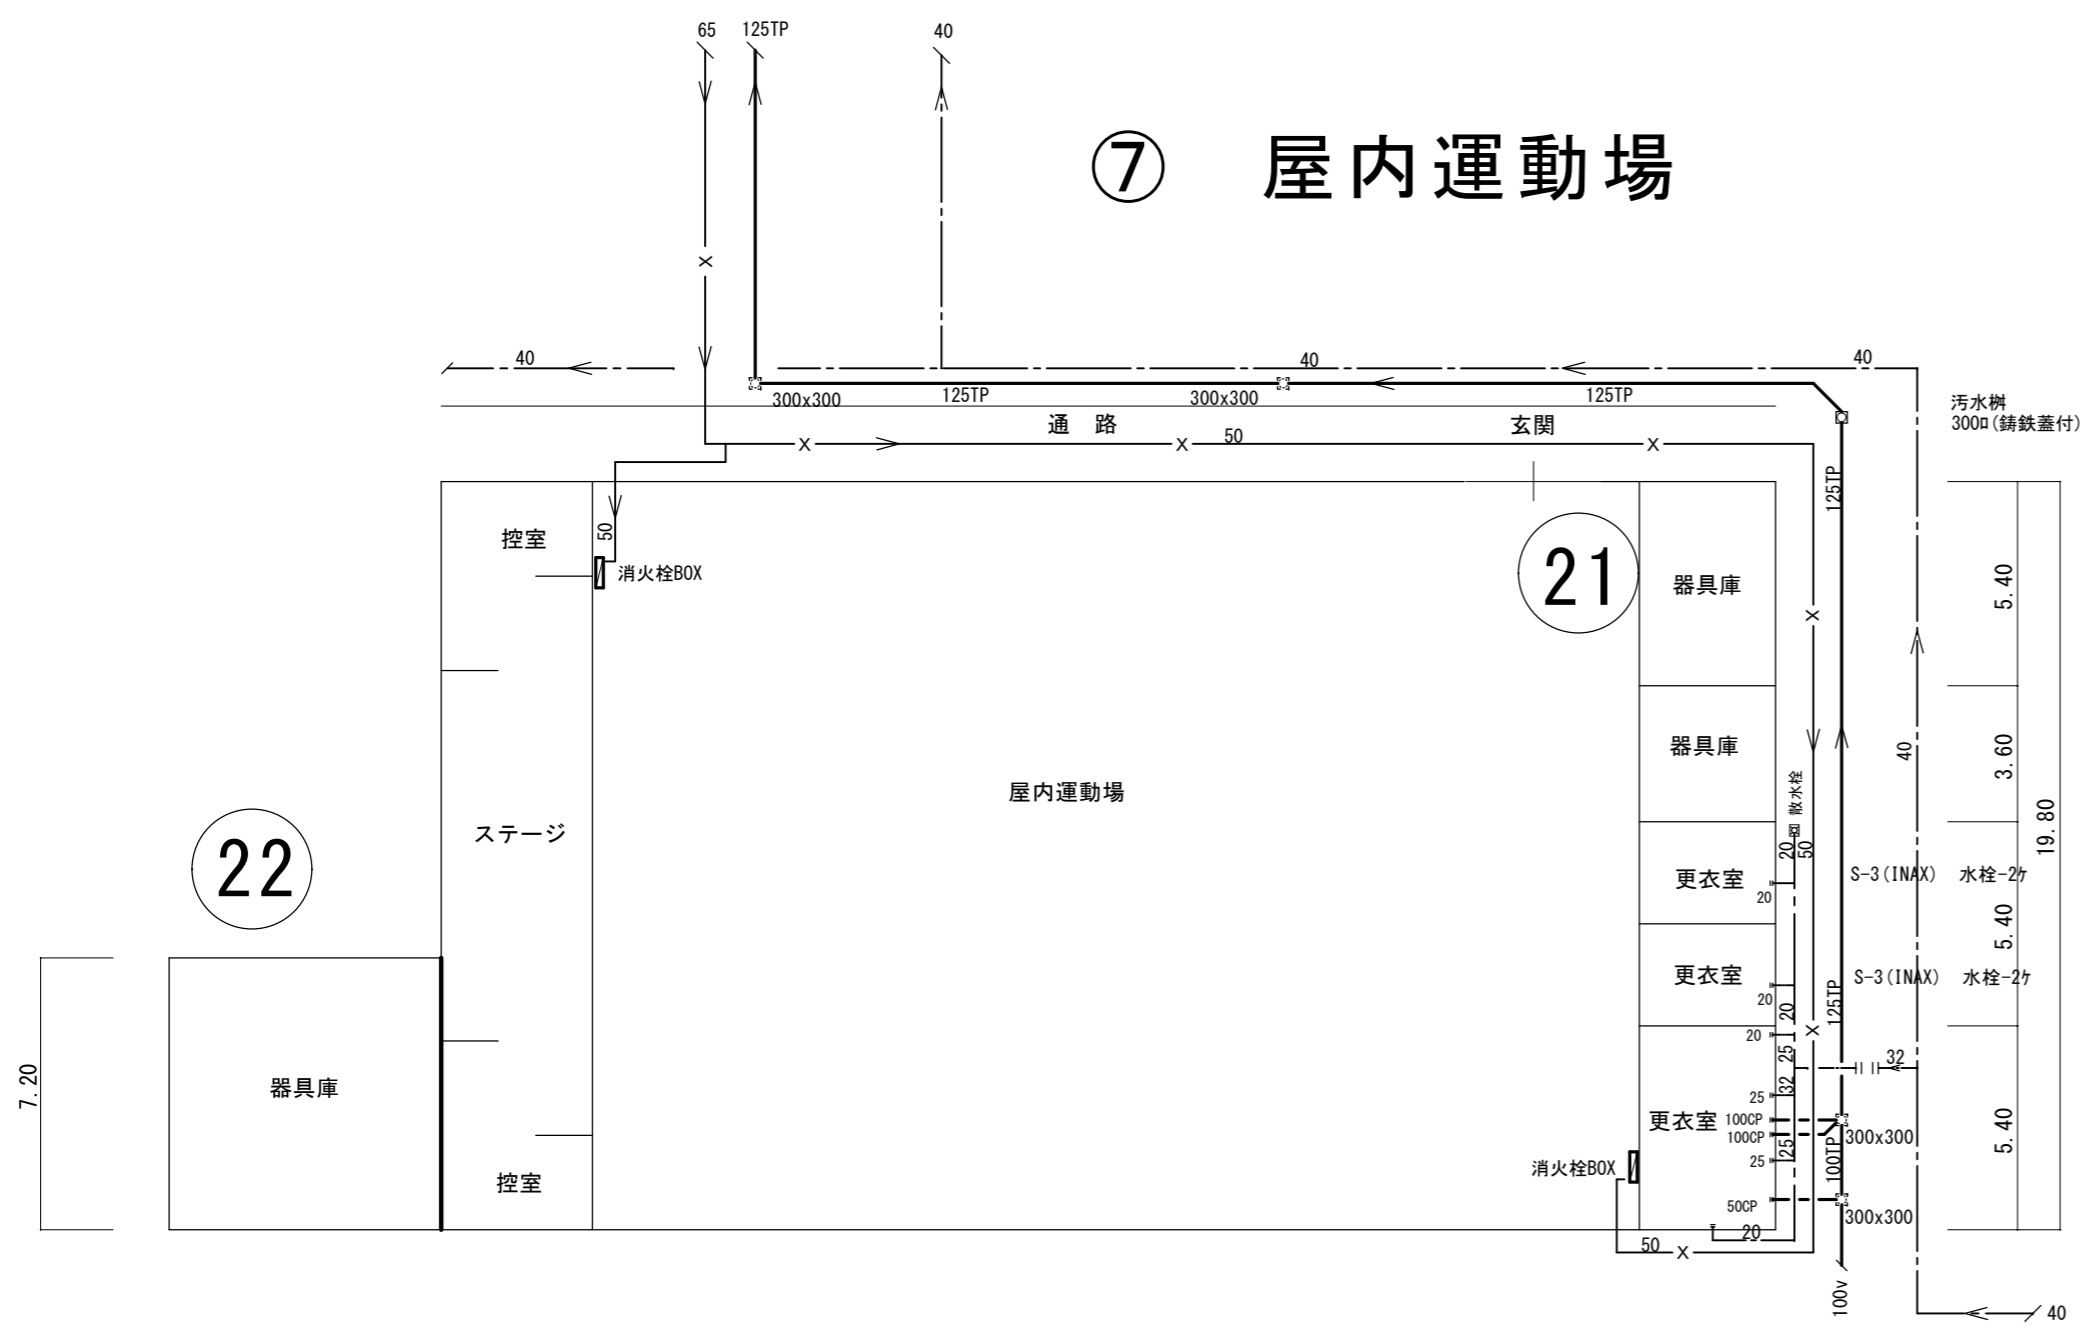 65
125TP
40
⑦ 屋内運動場
40
40
40
300x300
125TP
300x300
125TP
汚水桝
300ロ(鋳鉄蓋付)
通 路
玄関
X
X
50
X
X
125TP
控室
50
消火栓BOX
21
器具庫
X
5.40
器具庫
40
3.60
屋内運動場
散水栓
ステージ
22
20
50
19.80
更衣室
20
S-3(INAX) 水栓-2ケ
5.40
更衣室
20
S-3(INAX) 水栓-2ケ
125TP
20
20
X
25
32
7.20
器具庫
32
25
更衣室
100CP
100CP
300x300
5.40
25
100TP
消火栓BOX
25
控室
50CP
300x300
20
50
X
100v
40